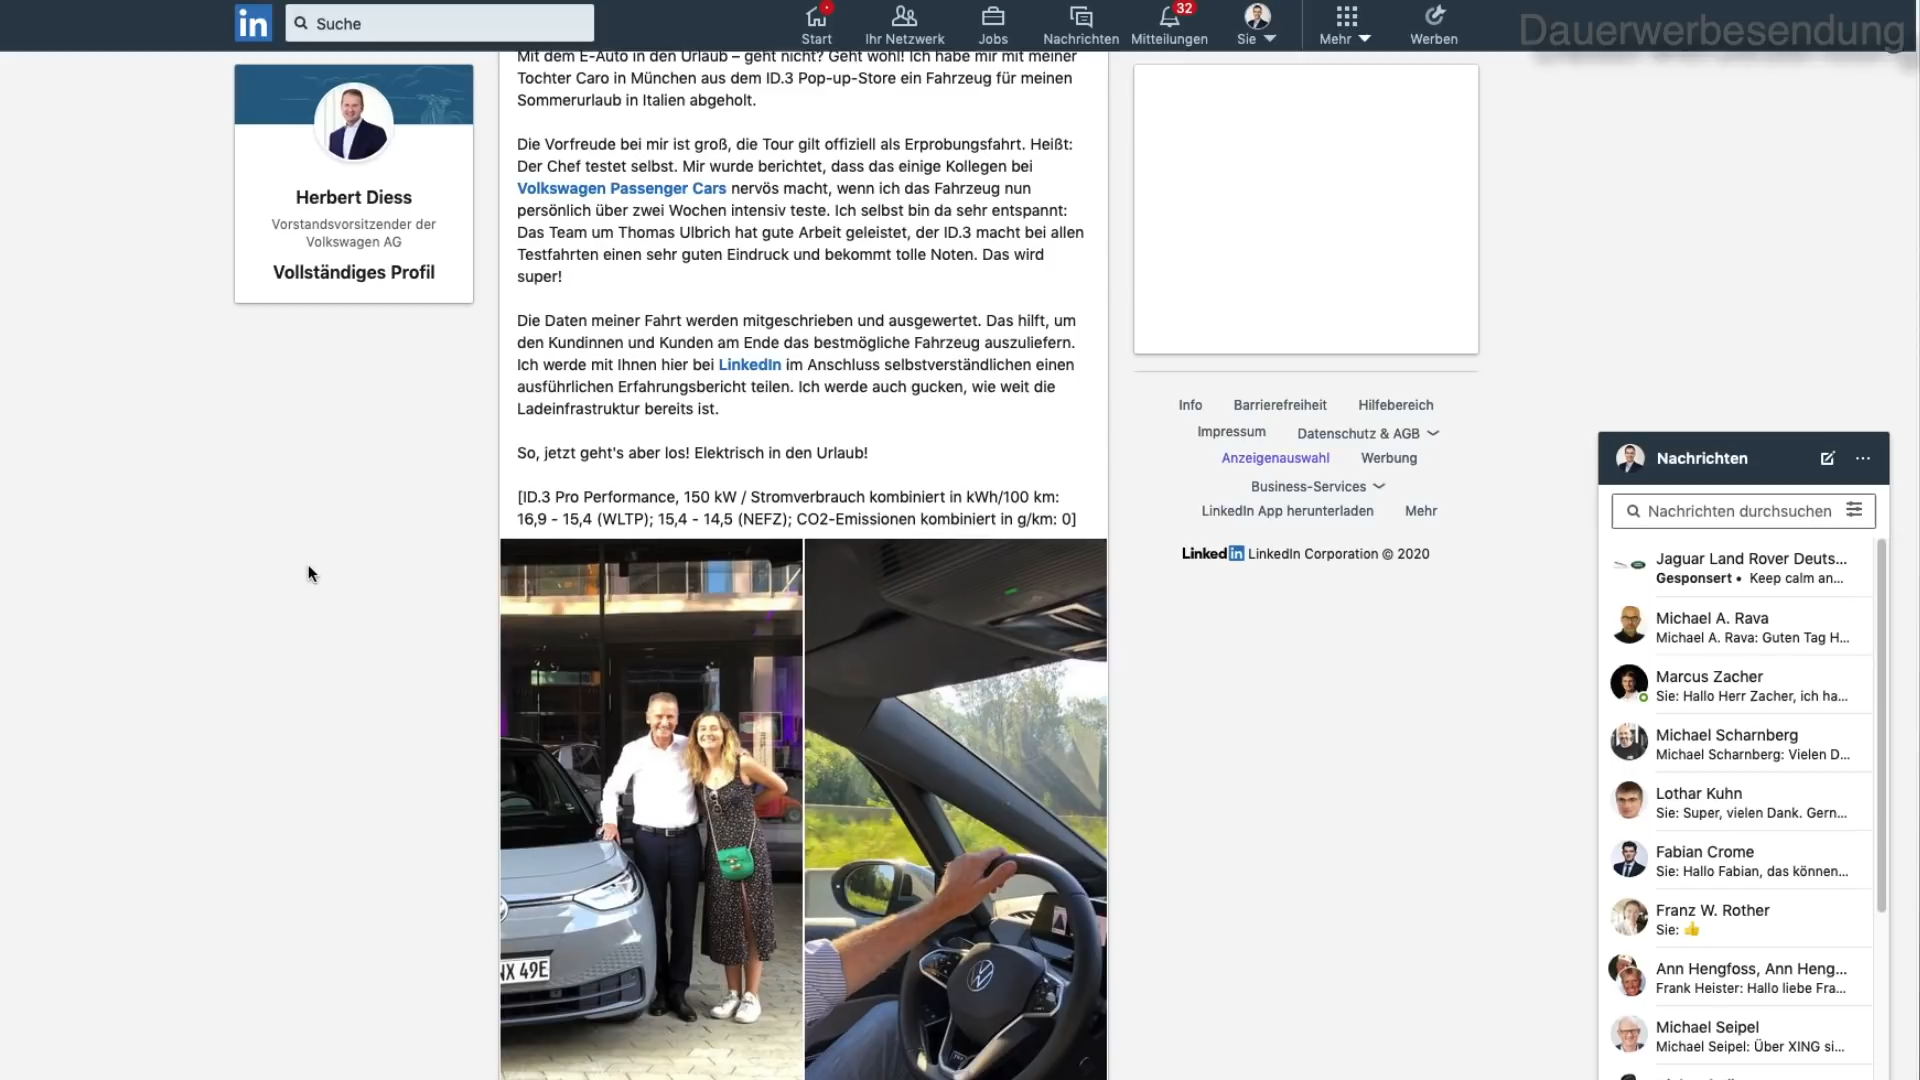 in
Suche
Start
Ihr Netzwerk
Jobs
Nachrichten
32
Mitteilungen
Sie
Mehr
Werben
Dauerwerbesendung
Herbert Diess
Vorstandsvorsitzender der
Volkswagen AG
Vollständiges Profil
Mit dem E-Auto in den Urlaub – geht nicht? Geht wohl! Ich habe mir mit meiner
Tochter Caro in München aus dem ID.3 Pop-up-Store ein Fahrzeug für meinen
Sommerurlaub in Italien abgeholt.
Die Vorfreude bei mir ist groß, die Tour gilt offiziell als Erprobungsfahrt. Heißt:
Der Chef testet selbst. Mir wurde berichtet, dass das einige Kollegen bei
Volkswagen Passenger Cars nervös macht, wenn ich das Fahrzeug nun
persönlich über zwei Wochen intensiv teste. Ich selbst bin da sehr entspannt:
Das Team um Thomas Ulbrich hat gute Arbeit geleistet, der ID.3 macht bei allen
Testfahrten einen sehr guten Eindruck und bekommt tolle Noten. Das wird
super!
Die Daten meiner Fahrt werden mitgeschrieben und ausgewertet. Das hilft, um
den Kundinnen und Kunden am Ende das bestmögliche Fahrzeug auszuliefern.
Ich werde mit Ihnen hier bei LinkedIn im Anschluss selbstverständlichen einen
ausführlichen Erfahrungsbericht teilen. Ich werde auch gucken, wie weit die
Ladeinfrastruktur bereits ist.
So, jetzt geht's aber los! Elektrisch in den Urlaub!
[ID.3 Pro Performance, 150 kW / Stromverbrauch kombiniert in kWh/100 km:
16,9 - 15,4 (WLTP); 15,4 - 14,5 (NEFZ); CO2-Emissionen kombiniert in g/km: 0]
NX 49E
Info
Barrierefreiheit
Hilfebereich
Impressum
Datenschutz & AGB
Anzeigenauswahl
Werbung
Business-Services
LinkedIn App herunterladen
Mehr
Linkedin LinkedIn Corporation © 2020
Nachrichten
Nachrichten durchsuchen
Jaguar Land Rover Deuts...
Gesponsert • Keep calm an...
Michael A. Rava
Michael A. Rava: Guten Tag H...
Marcus Zacher
Sie: Hallo Herr Zacher, ich ha...
Michael Scharnberg
Michael Scharnberg: Vielen D...
Lothar Kuhn
Sie: Super, vielen Dank. Gern...
Fabian Crome
Sie: Hallo Fabian, das können...
Franz W. Rother
Sie: 👍
Ann Hengfoss, Ann Heng...
Frank Heister: Hallo liebe Fra...
Michael Seipel
Michael Seipel: Über XING si...